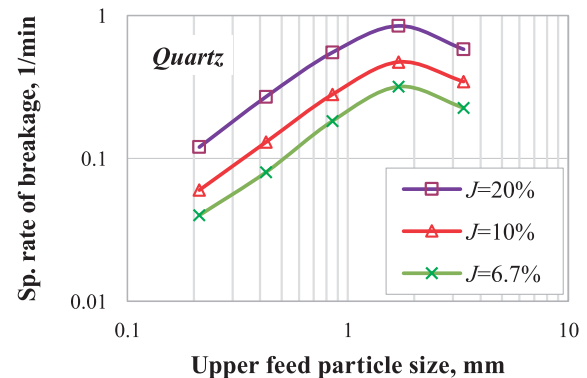 1
Quartz
Sp. rate of breakage, 1/min
0.1
J=20%
J=10%
J=6.7%
0.01
0.1
1
10
Upper feed particle size, mm